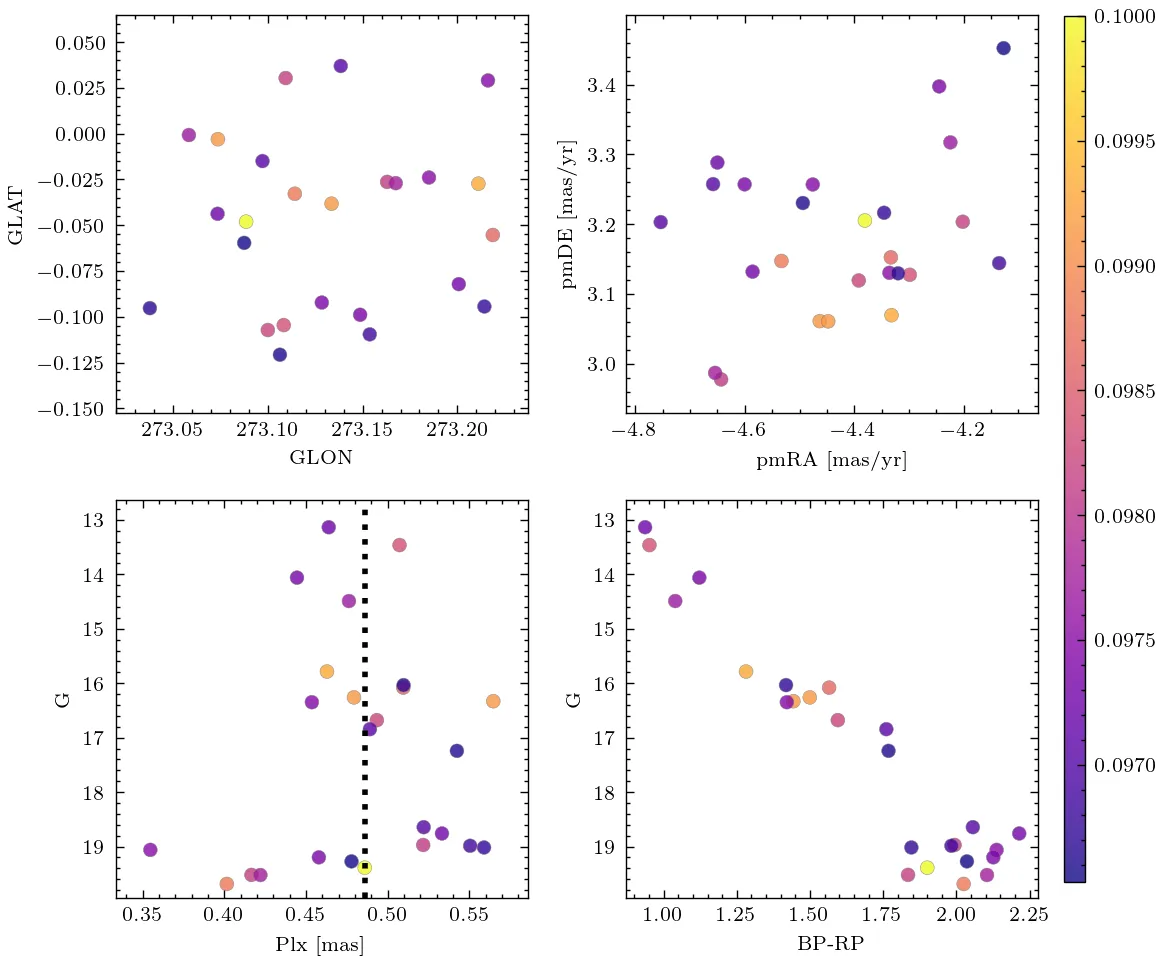 0.050
0.025
0.000
−0.025
−0.050
−0.075
−0.100
−0.125
−0.150
GLAT
273.05 273.10 273.15 273.20
GLON
3.4
3.3
3.2
3.1
3.0
pmDE [mas/yr]
−4.8 −4.6 −4.4 −4.2
pmRA [mas/yr]
13
14
15
16
17
18
19
G
0.35 0.40 0.45 0.50 0.55
Plx [mas]
13
14
15
16
17
18
19
G
1.00 1.25 1.50 1.75 2.00 2.25
BP-RP
0.1000
0.0995
0.0990
0.0985
0.0980
0.0975
0.0970